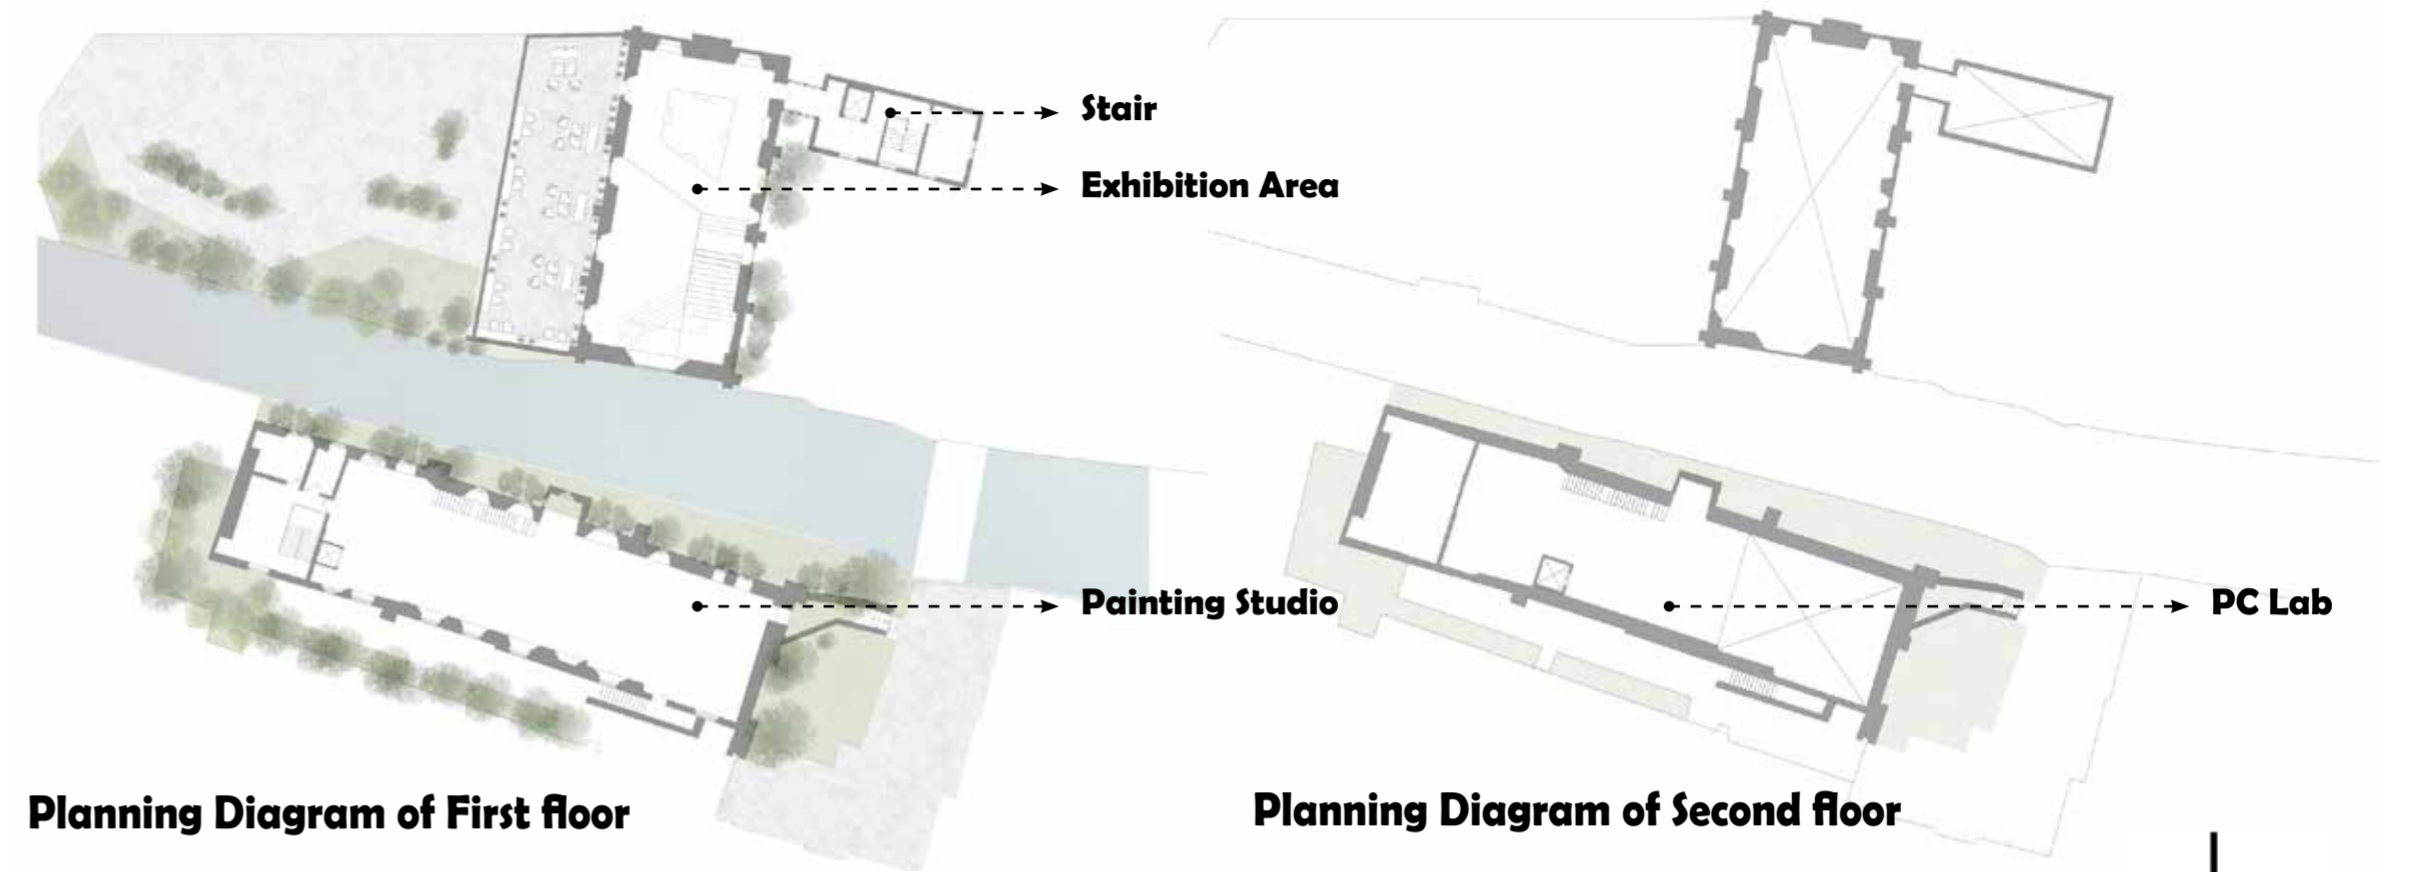 Stair
Exhibition Area
Painting Studio
PC Lab
Planning Diagram of First floor
Planning Diagram of Second floor